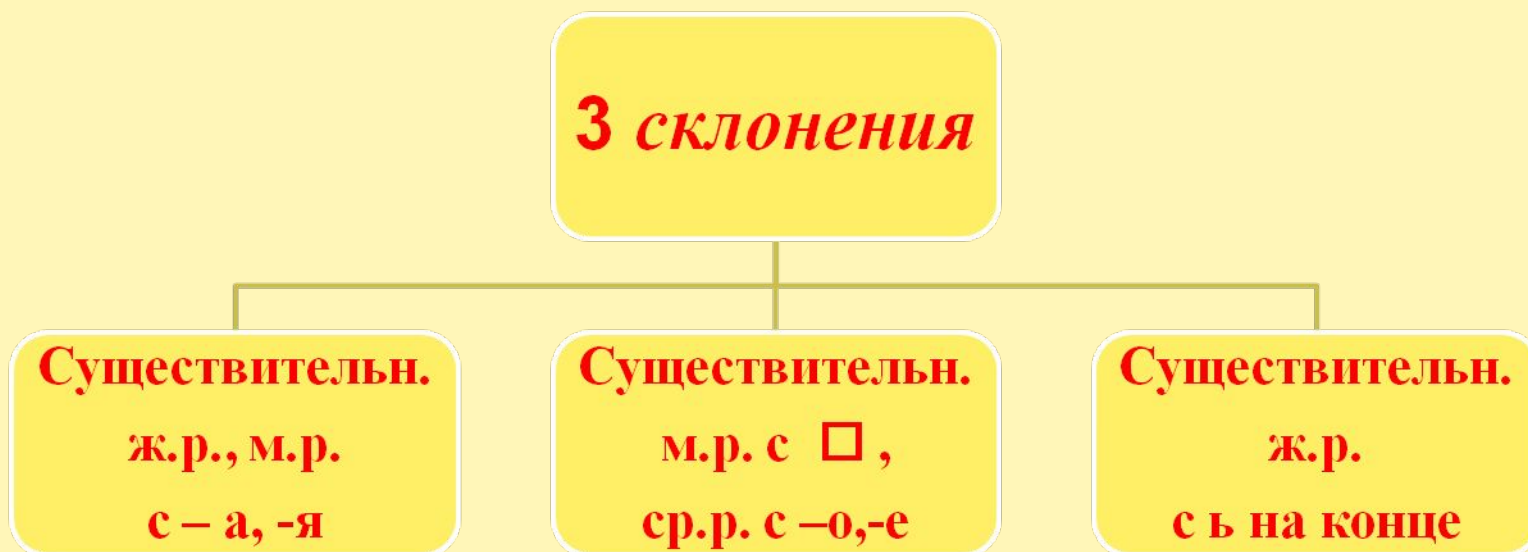 3 склонения
Существительн.
ж.р., м.р.
с – а, -я
Существительн.
м.р. с □ ,
ср.р. с –о,-е
Существительн.
ж.р.
с ь на конце